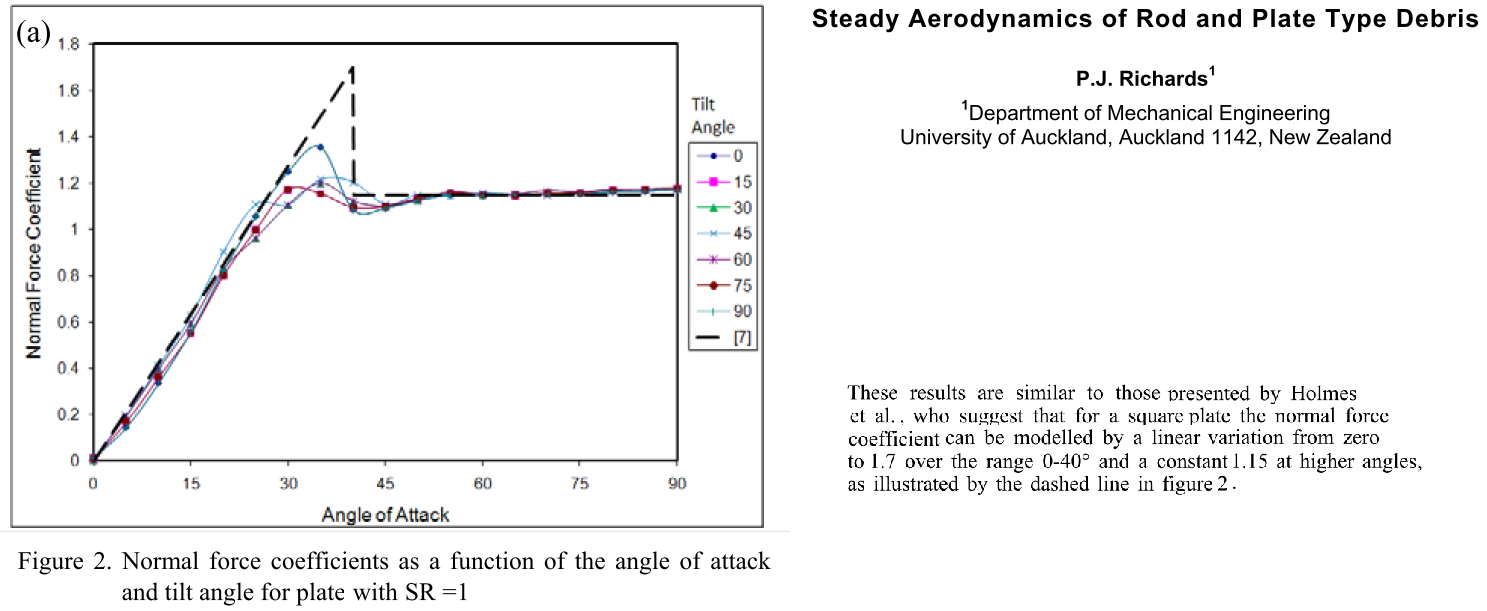 (a)
1.8
1.6
1.4
1.2
1
0.8
0.6
0.4
0.2
0
Normal Force Coefficient
0 15 30 45 60 75 90
Angle of Attack
Tilt
Angle
0
15
30
45
60
75
90
[7]
Figure 2. Normal force coefficients as a function of the angle of attack
and tilt angle for plate with SR =1
Steady Aerodynamics of Rod and Plate Type Debris
P.J. Richards1
1Department of Mechanical Engineering
University of Auckland, Auckland 1142, New Zealand
These results are similar to those presented by Holmes
et al., who suggest that for a square plate the normal force
coefficient can be modelled by a linear variation from zero
to 1.7 over the range 0-40° and a constant 1.15 at higher angles,
as illustrated by the dashed line in figure 2.